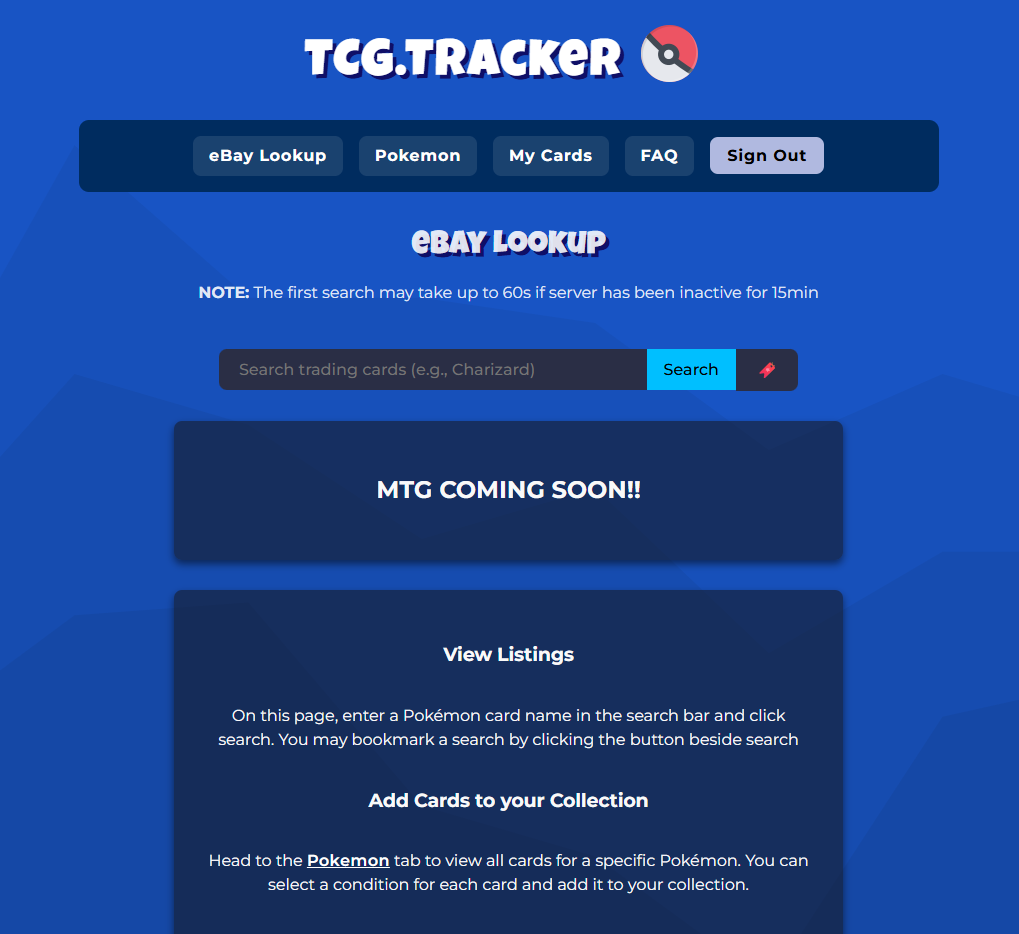 TCG.TRACKER
eBay Lookup Pokemon My Cards FAQ Sign Out
eBAY LOOKUP
NOTE: The first search may take up to 60s if server has been inactive for 15min
Search trading cards (e.g., Charizard) Search
MTG COMING SOON!!
View Listings
On this page, enter a Pokémon card name in the search bar and click
search. You may bookmark a search by clicking the button beside search
Add Cards to your Collection
Head to the Pokemon tab to view all cards for a specific Pokémon. You can
select a condition for each card and add it to your collection.